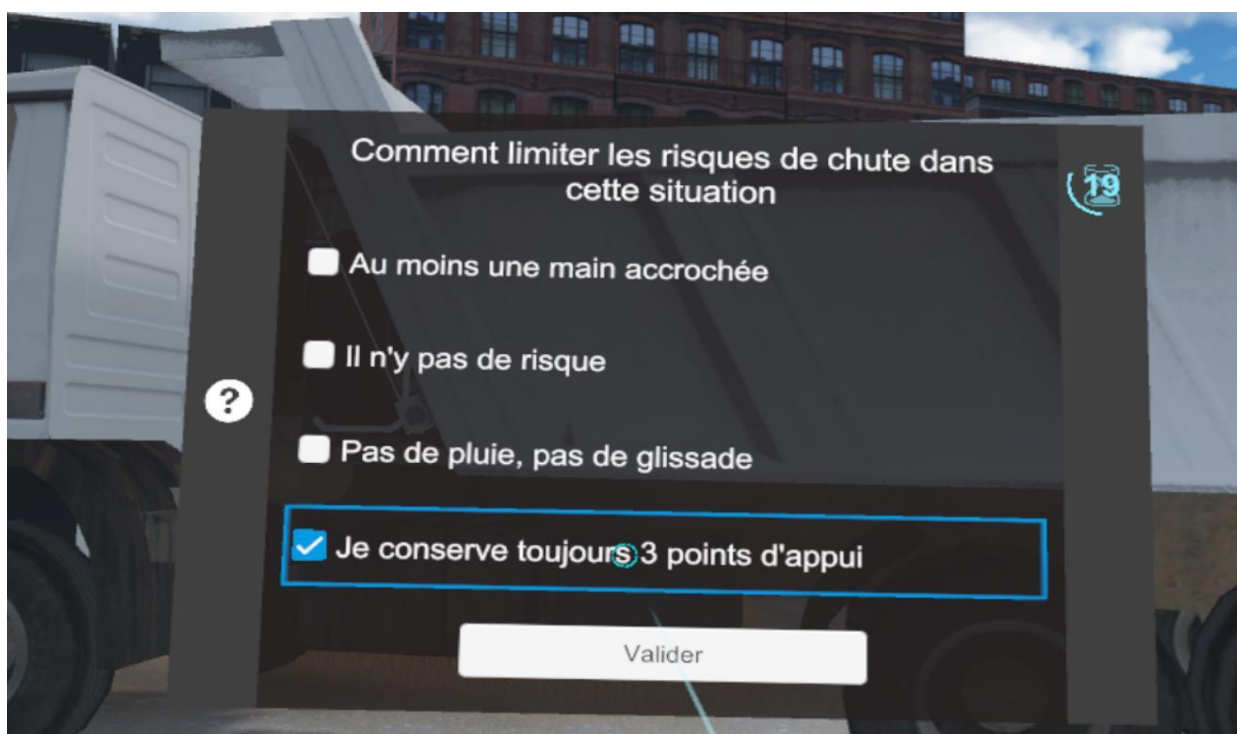 Comment limiter les risques de chute dans
cette situation
19
Au moins une main accrochée
Il n'y pas de risque
?
Pas de pluie, pas de glissade
Je conserve toujours 3 points d'appui
Valider